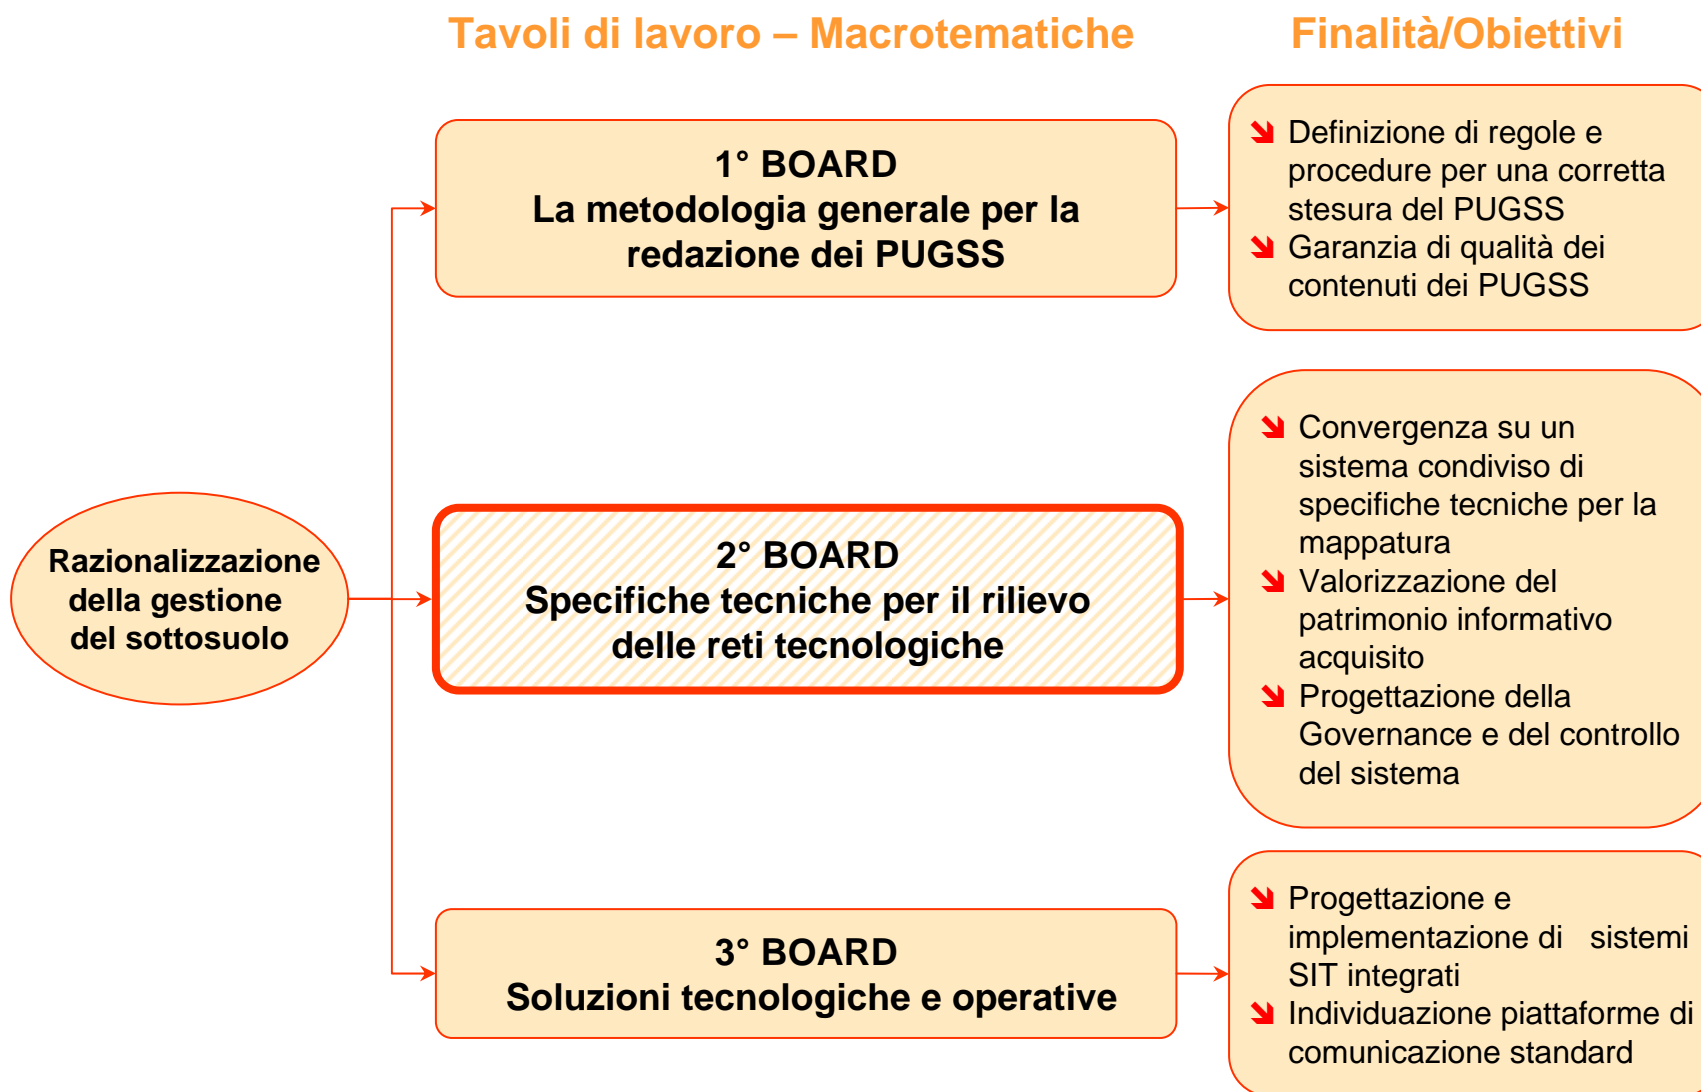 Tavoli di lavoro – Macrotematiche
Finalità/Obiettivi
Razionalizzazione
della gestione
del sottosuolo
1° BOARD
La metodologia generale per la
redazione dei PUGSS
Definizione di regole e
procedure per una corretta
stesura del PUGSS
Garanzia di qualità dei
contenuti dei PUGSS
2° BOARD
Specifiche tecniche per il rilievo
delle reti tecnologiche
Convergenza su un
sistema condiviso di
specifiche tecniche per la
mappatura
Valorizzazione del
patrimonio informativo
acquisito
Progettazione della
Governance e del controllo
del sistema
3° BOARD
Soluzioni tecnologiche e operative
Progettazione e
implementazione di sistemi
SIT integrati
Individuazione piattaforme di
comunicazione standard